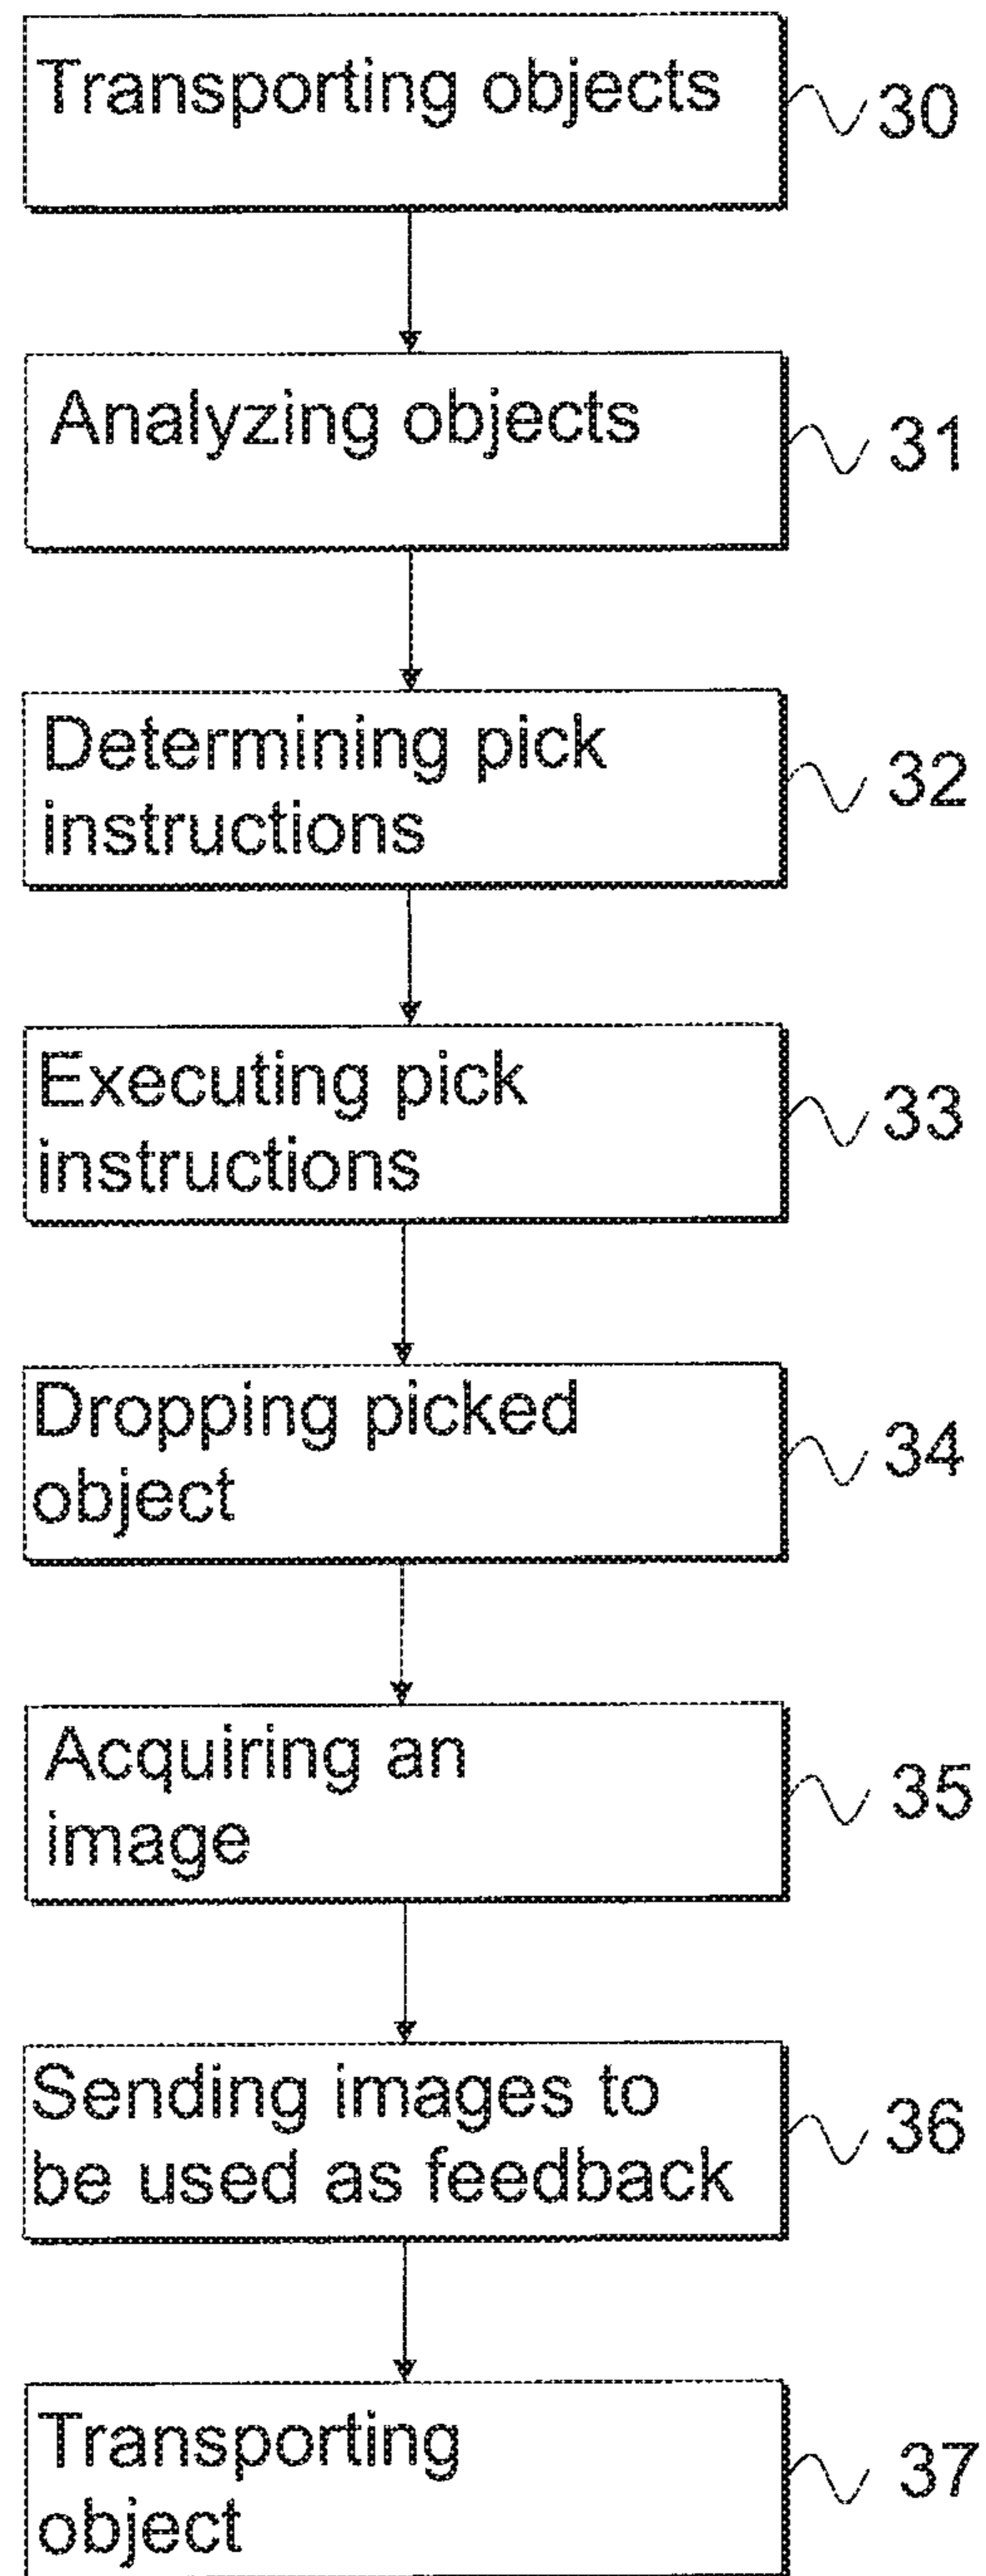 Transporting objects
30
Analyzing objects
31
Determining pick
instructions
32
Executing pick
instructions
33
Dropping picked
object
34
Acquiring an
image
35
Sending images to
be used as feedback
36
Transporting
object
37